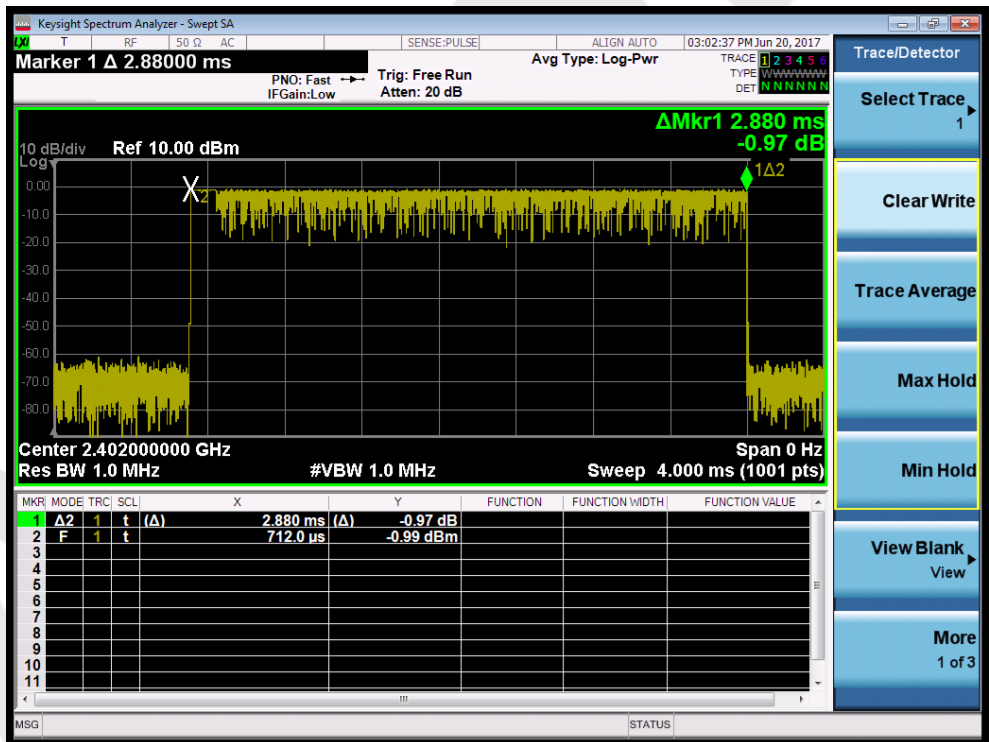 Keysight Spectrum Analyzer - Swept SA
LXI T RF 50 Ω AC SENSE:PULSE ALIGN AUTO 03:02:37 PM Jun 20, 2017
Marker 1 Δ 2.88000 ms
PNO: Fast
IFGain:Low
Trig: Free Run
Atten: 20 dB
Avg Type: Log-Pwr
TRACE 1 2 3 4 5 6
TYPE WWWWWW
DET N N N N N N
ΔMkr1 2.880 ms
-0.97 dB
10 dB/div Ref 10.00 dBm
Log
1Δ2
0.00
X2
-10.0
-20.0
-30.0
-40.0
-50.0
-60.0
-70.0
-80.0
Center 2.402000000 GHz Span 0 Hz
Res BW 1.0 MHz #VBW 1.0 MHz Sweep 4.000 ms (1001 pts)
MKR MODE TRC SCL X Y FUNCTION FUNCTION WIDTH FUNCTION VALUE
1 Δ2 1 t (Δ) 2.880 ms (Δ) -0.97 dB
2 F 1 t 712.0 µs -0.99 dBm
3
4
5
6
7
8
9
10
11
MSG STATUS
Trace/Detector
Select Trace
1
Clear Write
Trace Average
Max Hold
Min Hold
View Blank
View
More
1 of 3